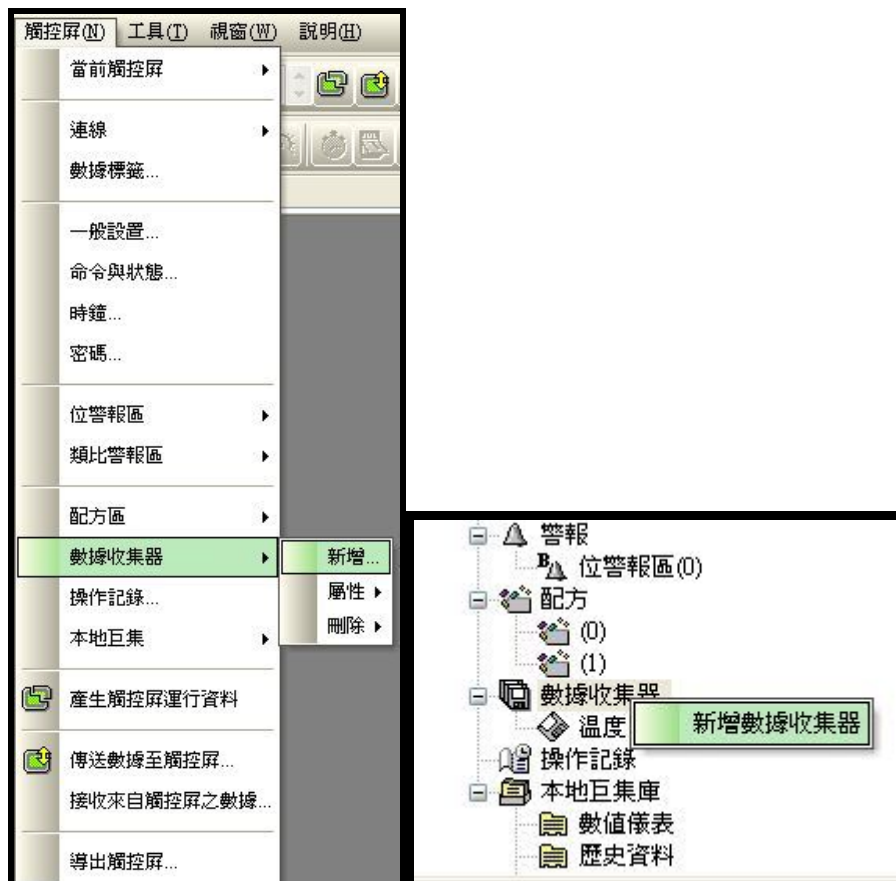 觸控屏(N) 工具(T) 視窗(W) 說明(H)
當前觸控屏
連線
數據標籤...
一般設置...
命令與狀態...
時鐘...
密碼...
位警報區
類比警報區
配方區
數據收集器
新增...
屬性
刪除
操作記錄...
本地巨集
產生觸控屏運行資料
傳送數據至觸控屏...
接收來自觸控屏之數據...
導出觸控屏...
警報
位警報區(0)
配方
(0)
(1)
數據收集器
溫度
新增數據收集器
操作記錄
本地巨集庫
數值儀表
歷史資料